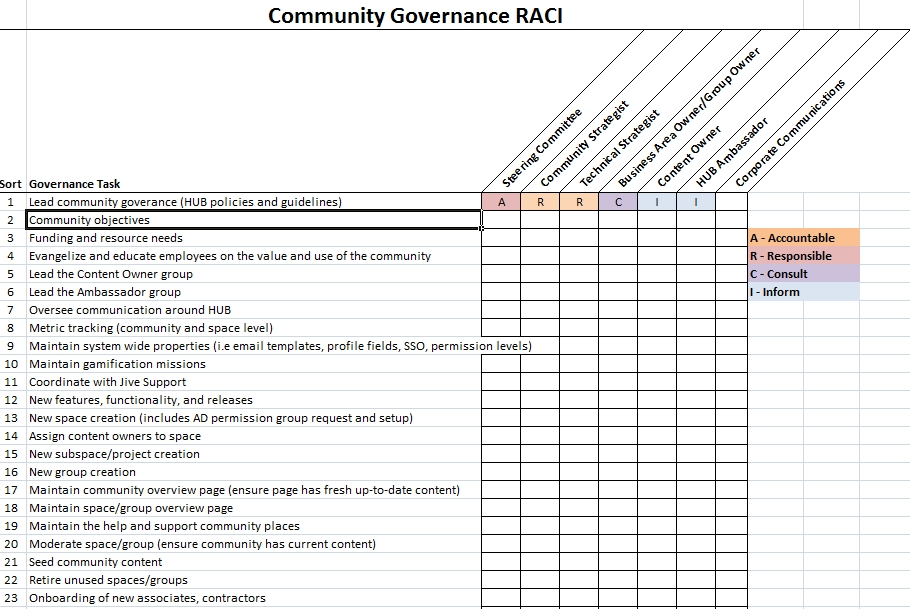 Community Governance RACI
Steering Committee
Community Strategist
Technical Strategist
Business Area Owner/Group Owner
Content Owner
HUB Ambassador
Corporate Communications
Sort Governance Task
1 Lead community goverance (HUB policies and guidelines) A R R C I I
2 Community objectives
3 Funding and resource needs A - Accountable
4 Evangelize and educate employees on the value and use of the community R - Responsible
5 Lead the Content Owner group C - Consult
6 Lead the Ambassador group I - Inform
7 Oversee communication around HUB
8 Metric tracking (community and space level)
9 Maintain system wide properties (i.e email templates, profile fields, SSO, permission levels)
10 Maintain gamification missions
11 Coordinate with Jive Support
12 New features, functionality, and releases
13 New space creation (includes AD permission group request and setup)
14 Assign content owners to space
15 New subspace/project creation
16 New group creation
17 Maintain community overview page (ensure page has fresh up-to-date content)
18 Maintain space/group overview page
19 Maintain the help and support community places
20 Moderate space/group (ensure community has current content)
21 Seed community content
22 Retire unused spaces/groups
23 Onboarding of new associates, contractors